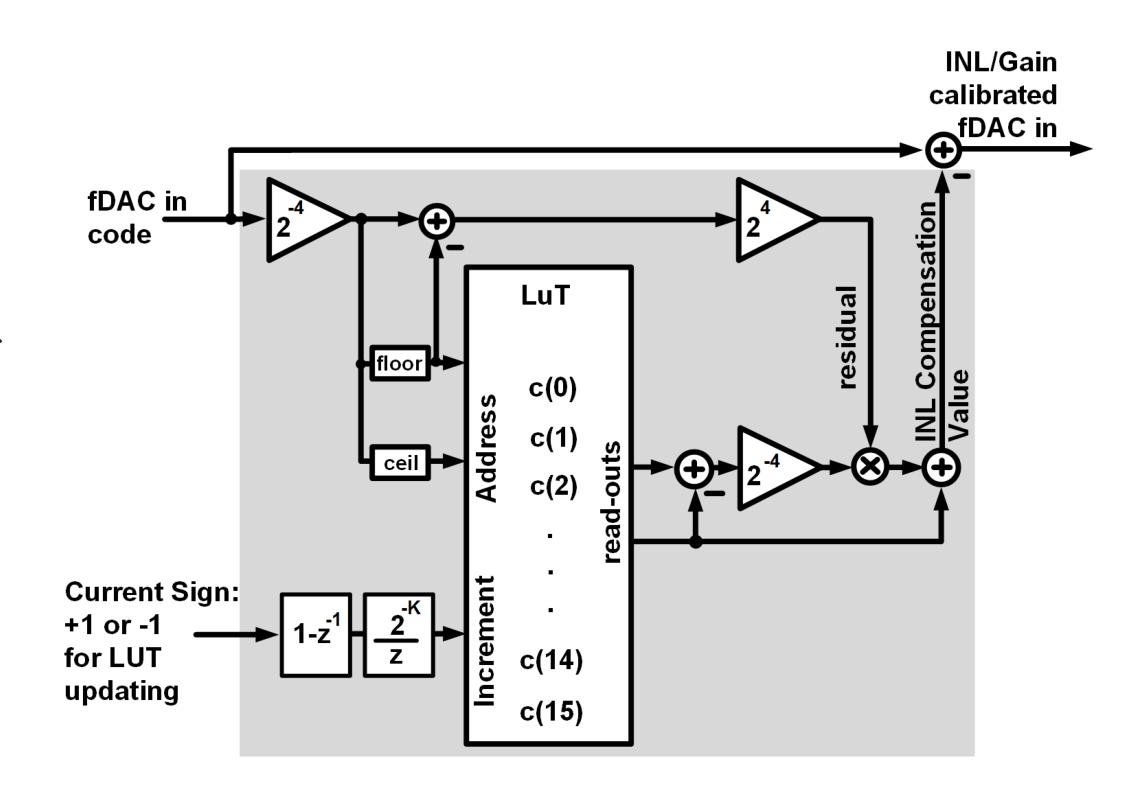 INL/Gain
calibrated
fDAC in
fDAC in
code
2^-4
+
−
2^4
LuT
residual
INL Compensation
Value
floor
ceil
Address
c(0)
c(1)
c(2)
.
.
.
c(14)
c(15)
read-outs
+
−
2^-4
×
+
+
−
Current Sign:
+1 or -1
for LUT
updating
1-z^-1
2^-K
z
Increment